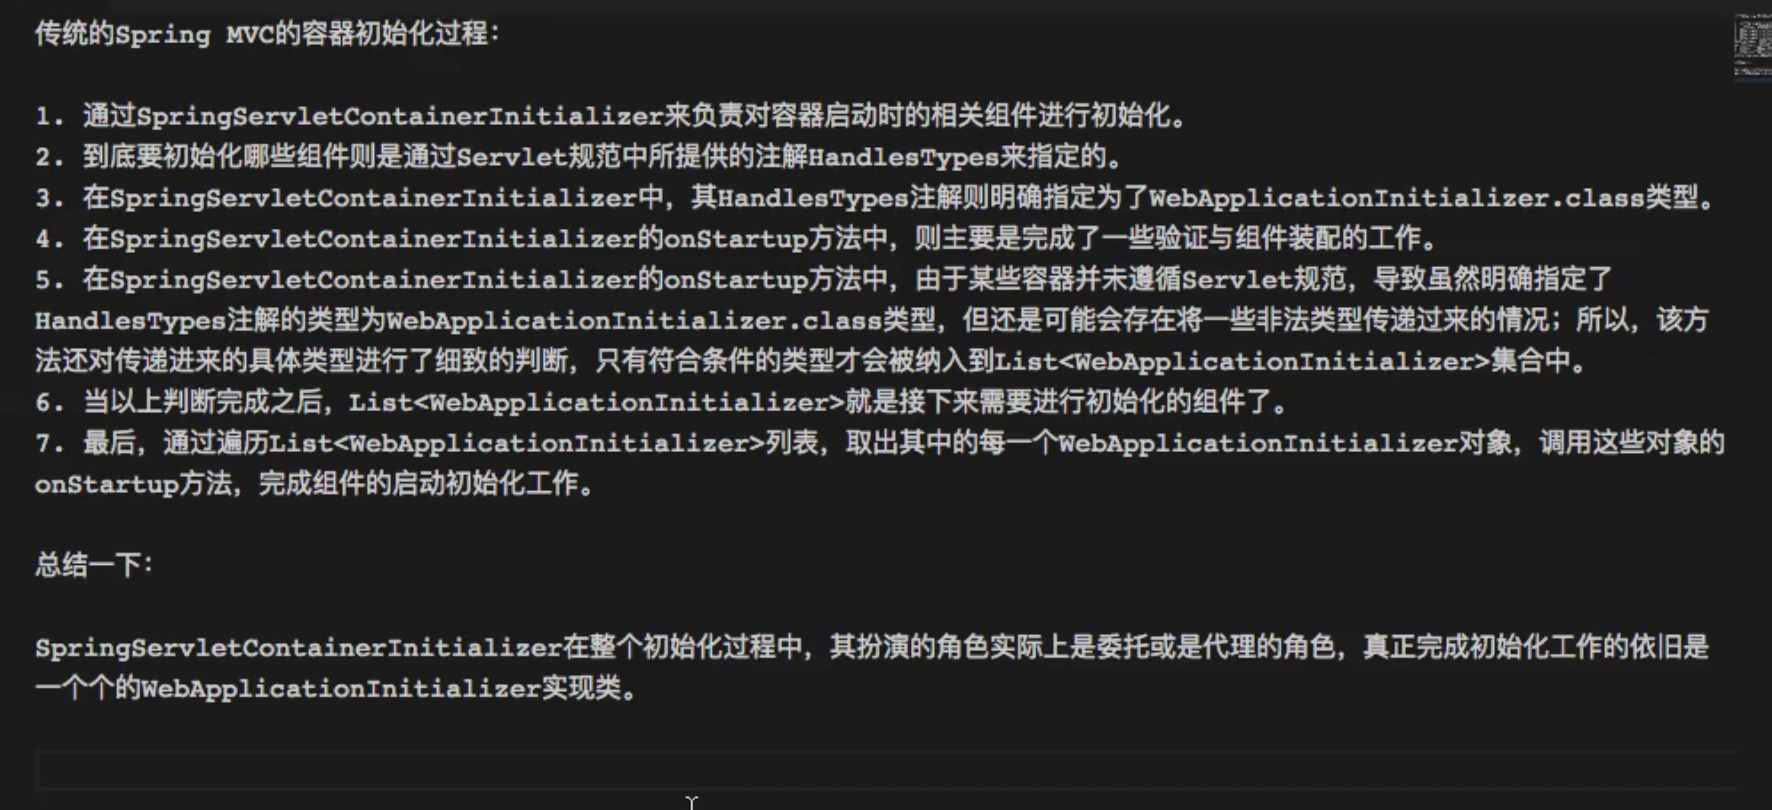 传统的Spring MVC的容器初始化过程：
1. 通过SpringServletContainerInitializer来负责对容器启动时的相关组件进行初始化。
2. 到底要初始化哪些组件则是通过Servlet规范中所提供的注解HandlesTypes来指定的。
3. 在SpringServletContainerInitializer中，其HandlesTypes注解则明确指定为了WebApplicationInitializer.class类型。
4. 在SpringServletContainerInitializer的onStartup方法中，则主要是完成了一些验证与组件装配的工作。
5. 在SpringServletContainerInitializer的onStartup方法中，由于某些容器并未遵循Servlet规范，导致虽然明确指定了
HandlesTypes注解的类型为WebApplicationInitializer.class类型，但还是可能会存在将一些非法类型传递过来的情况；所以，该方
法还对传递进来的具体类型进行了细致的判断，只有符合条件的类型才会被纳入到List<WebApplicationInitializer>集合中。
6. 当以上判断完成之后，List<WebApplicationInitializer>就是接下来需要进行初始化的组件了。
7. 最后，通过遍历List<WebApplicationInitializer>列表，取出其中的每一个WebApplicationInitializer对象，调用这些对象的
onStartup方法，完成组件的启动初始化工作。
总结一下：
SpringServletContainerInitializer在整个初始化过程中，其扮演的角色实际上是委托或是代理的角色，真正完成初始化工作的依旧是
一个个的WebApplicationInitializer实现类。